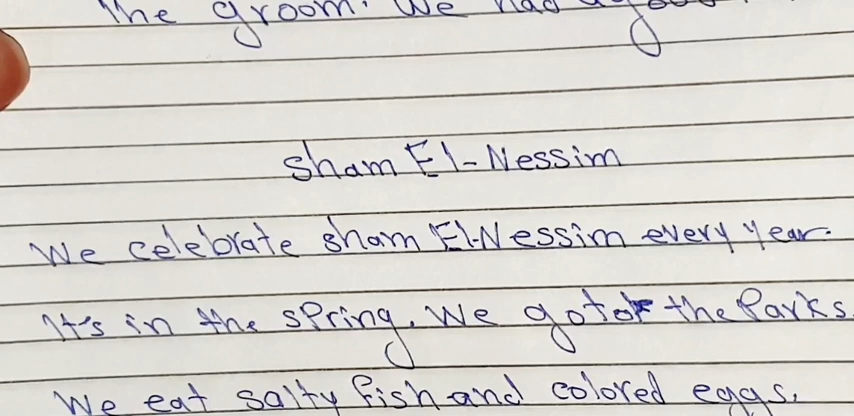 The groom. We had a good
Sham El-Nessim
We celebrate sham El-Nessim every year.
It's in the spring. We go to the Parks.
We eat salty fish and colored eggs.